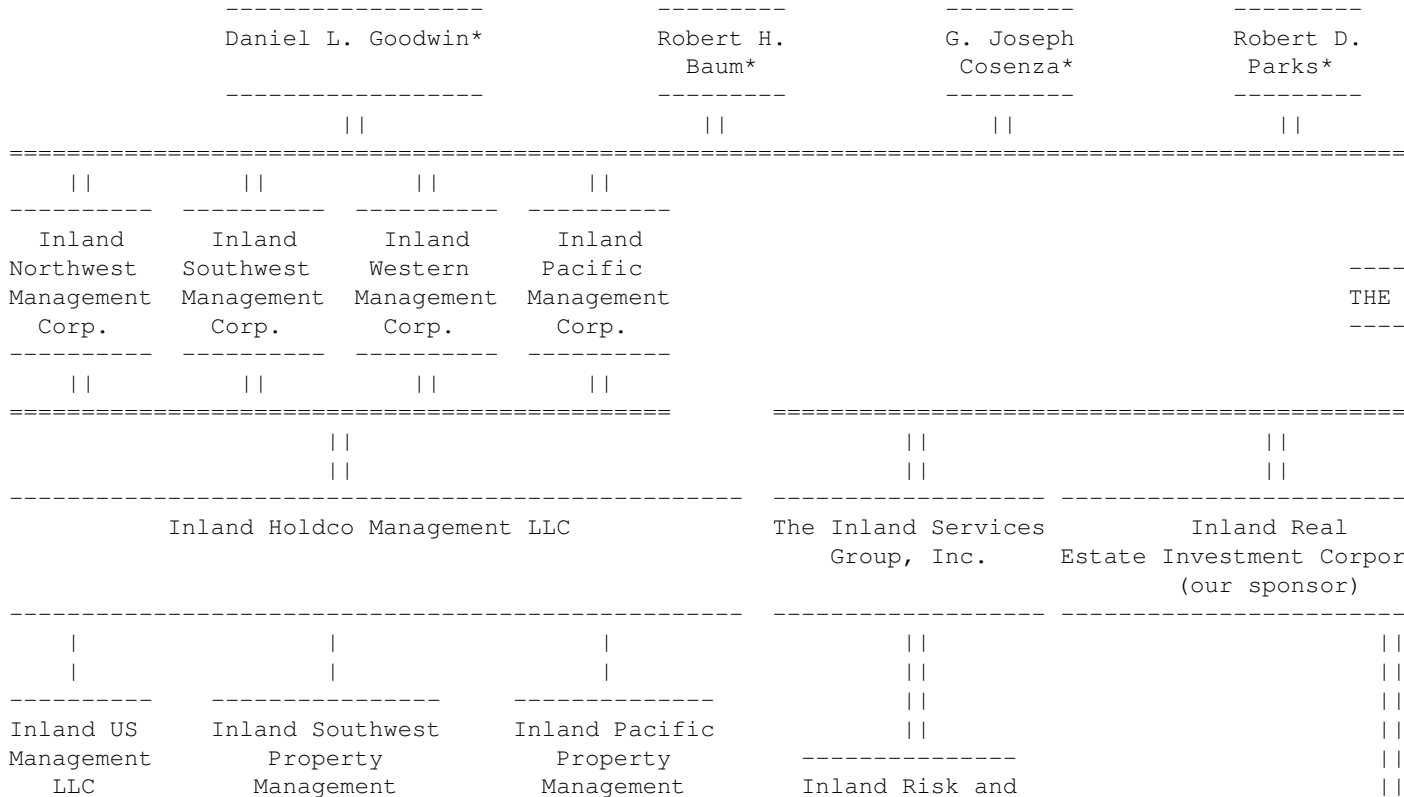 Daniel L. Goodwin* Robert H. G. Joseph Robert D.
Baum* Cosenza* Parks*
Inland Inland Inland Inland
Northwest Southwest Western Pacific
Management Management Management Management THE
Corp. Corp. Corp. Corp.
Inland Holdco Management LLC The Inland Services Inland Real
Group, Inc. Estate Investment Corpor
(our sponsor)
Inland US Inland Southwest Inland Pacific
Management Property Property
LLC Management Management Inland Risk and